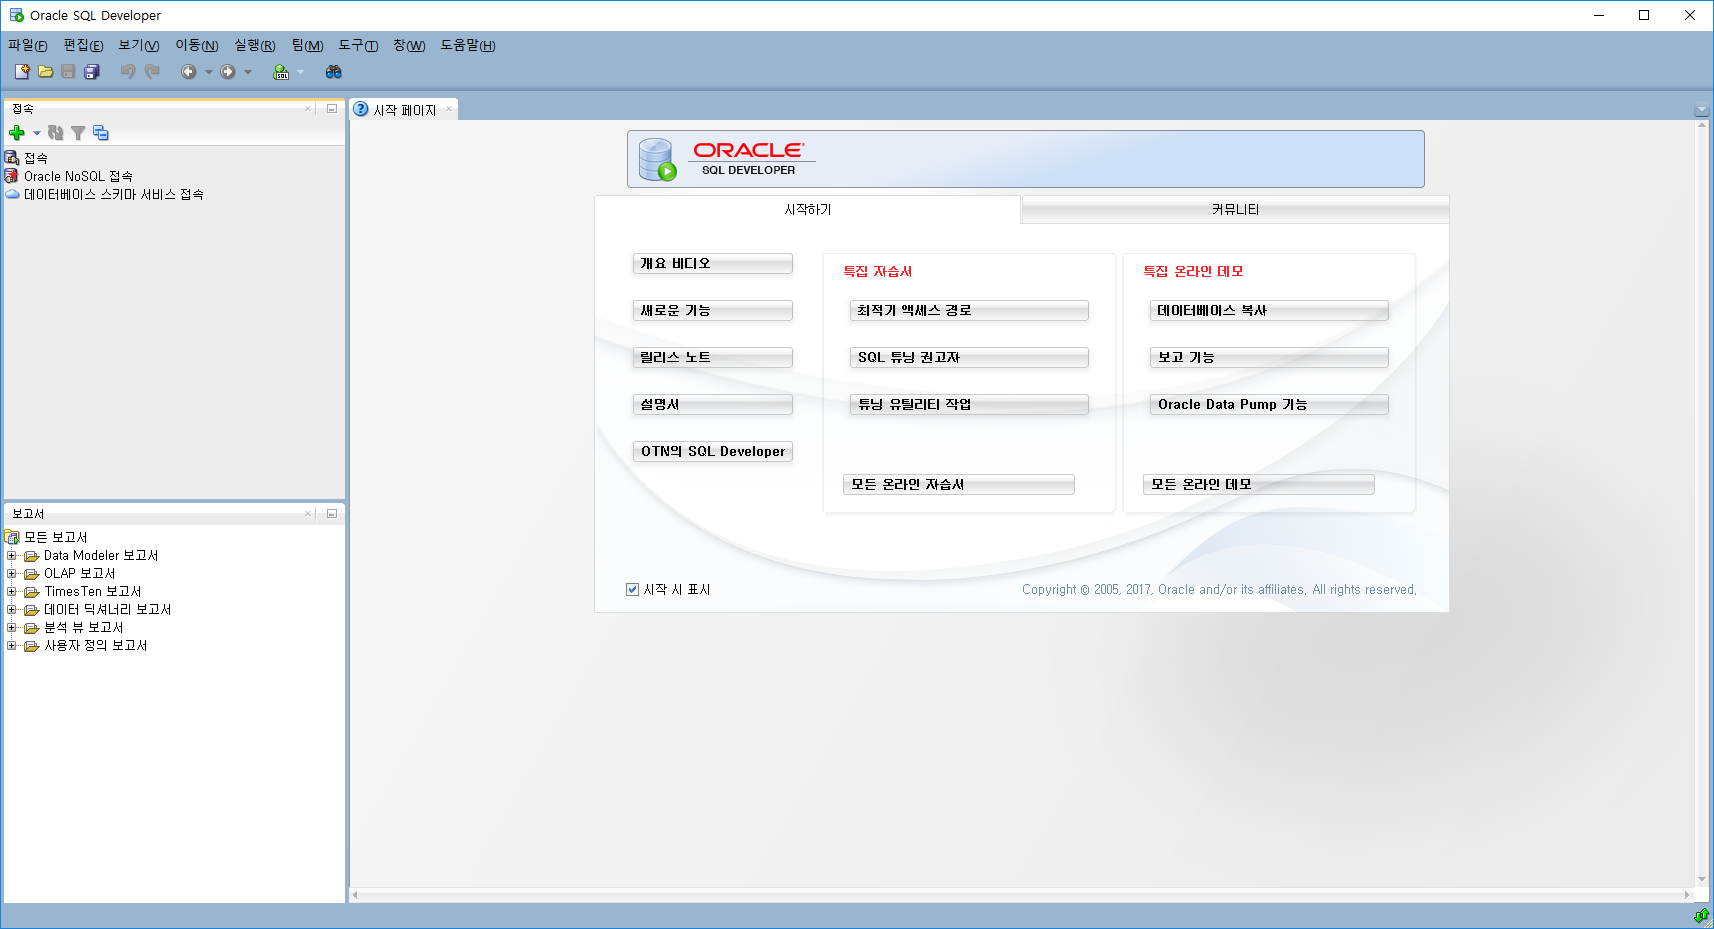 Oracle SQL Developer
파일(F) 편집(E) 보기(V) 이동(N) 실행(R) 팀(M) 도구(T) 창(W) 도움말(H)
SQL
접속
접속
Oracle NoSQL 접속
데이터베이스 스키마 서비스 접속
보고서
모든 보고서
Data Modeler 보고서
OLAP 보고서
TimesTen 보고서
데이터 딕셔너리 보고서
분석 뷰 보고서
사용자 정의 보고서
시작 페이지
ORACLE
SQL DEVELOPER
시작하기 커뮤니티
개요 비디오
새로운 기능
릴리스 노트
설명서
OTN의 SQL Developer
특집 자습서
최적기 액세스 경로
SQL 튜닝 권고자
튜닝 유틸리티 작업
모든 온라인 자습서
특집 온라인 데모
데이터베이스 복사
보고 기능
Oracle Data Pump 기능
모든 온라인 데모
시작 시 표시
Copyright © 2005, 2017, Oracle and/or its affiliates. All rights reserved.